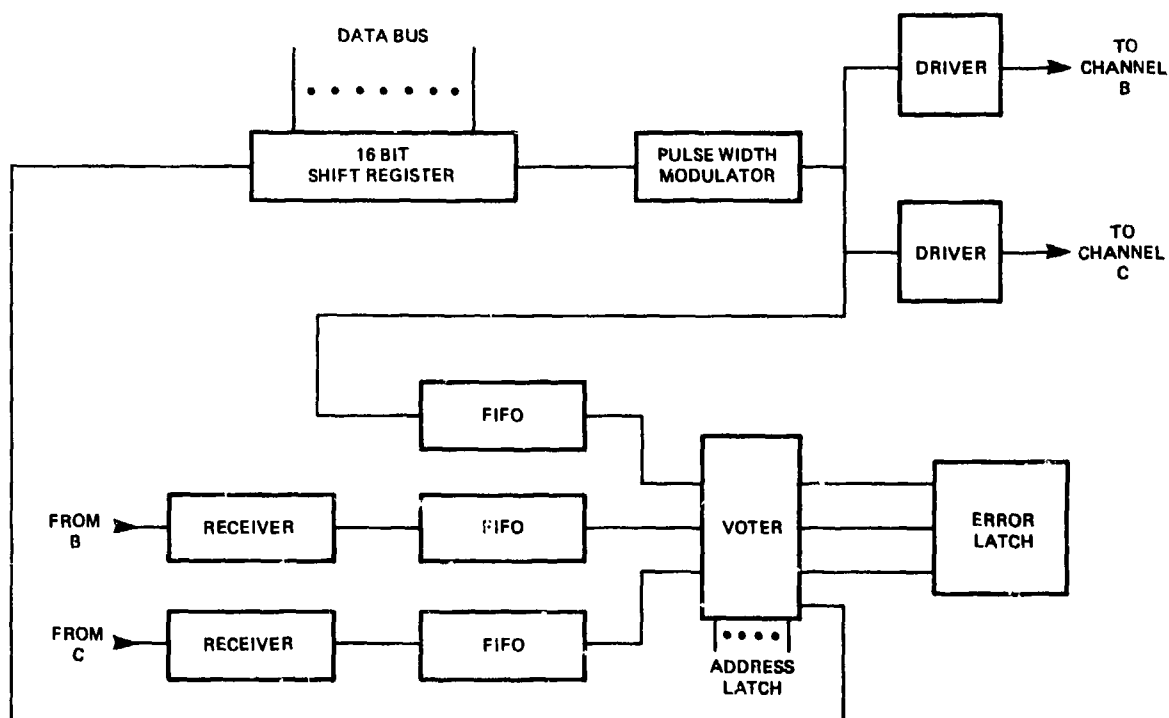 DATA BUS
16 BIT
SHIFT REGISTER
PULSE WIDTH
MODULATOR
DRIVER
TO
CHANNEL
B
DRIVER
TO
CHANNEL
C
FIFO
FROM
B
RECEIVER
FIFO
VOTER
ERROR
LATCH
FROM
C
RECEIVER
FIFO
ADDRESS
LATCH